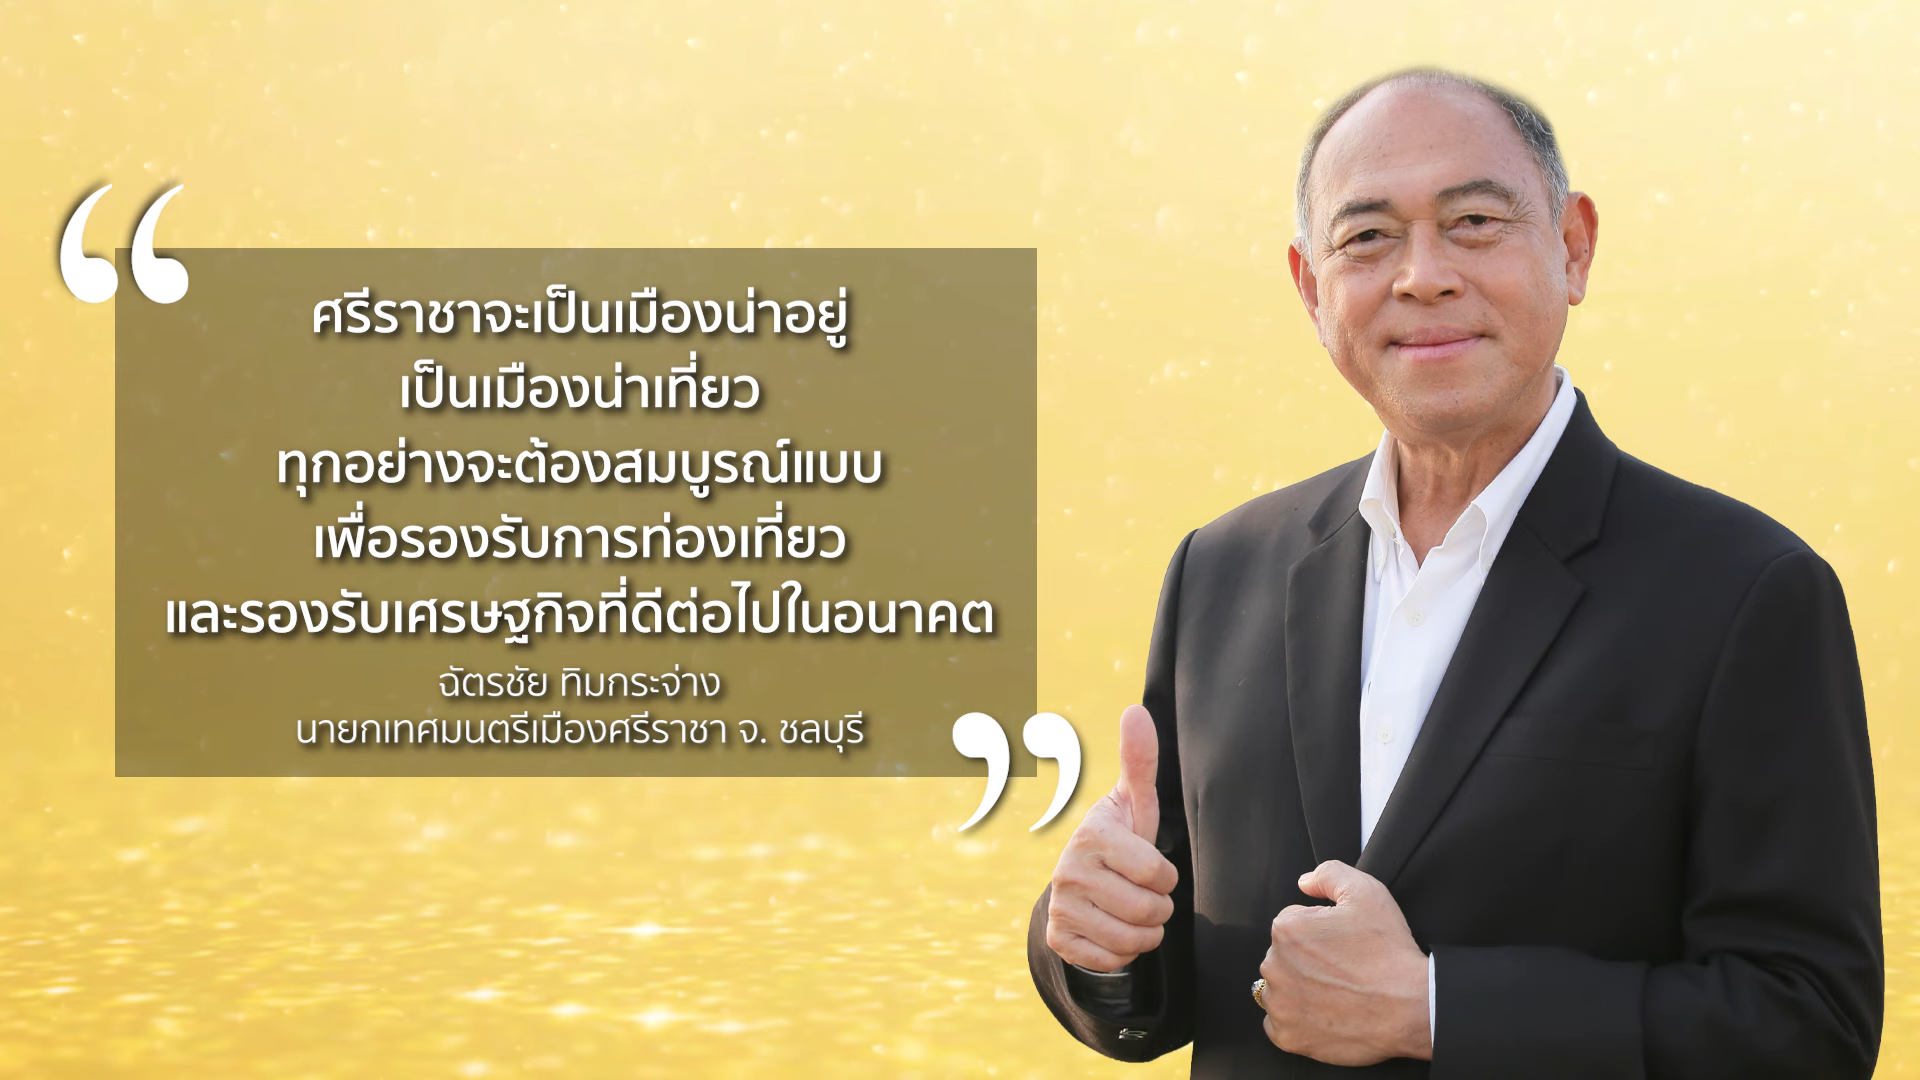 “
ศรีราชาจะเป็นเมืองน่าอยู่
เป็นเมืองน่าเที่ยว
ทุกอย่างจะต้องสมบูรณ์แบบ
เพื่อรองรับการท่องเที่ยว
และรองรับเศรษฐกิจที่ดีต่อไปในอนาคต
ฉัตรชัย ทิมกระจ่าง
นายกเทศมนตรีเมืองศรีราชา จ. ชลบุรี
”